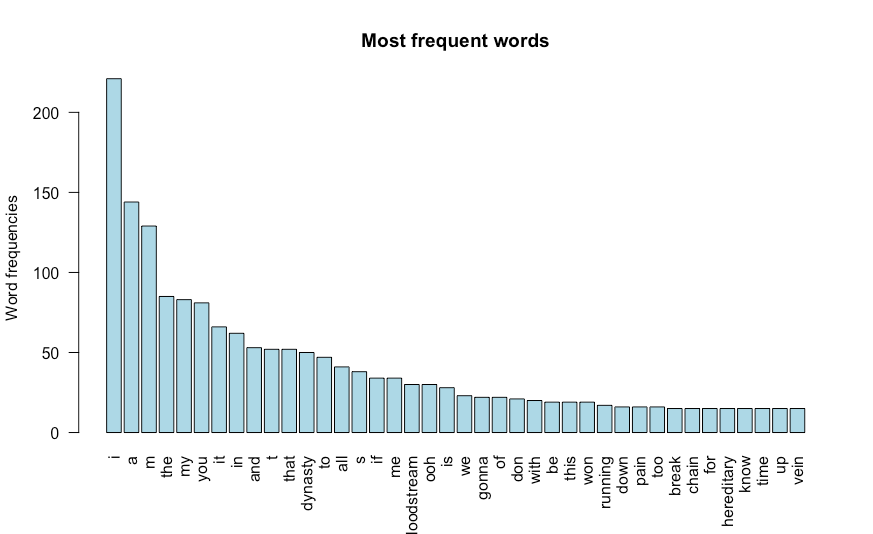 Most frequent words
Word frequencies
200
150
100
50
0
i
a
m
the
my
you
it
in
and
t
that
dynasty
to
all
s
if
me
loodstream
ooh
is
we
gonna
of
don
with
be
this
won
running
down
pain
too
break
chain
for
hereditary
know
time
up
vein